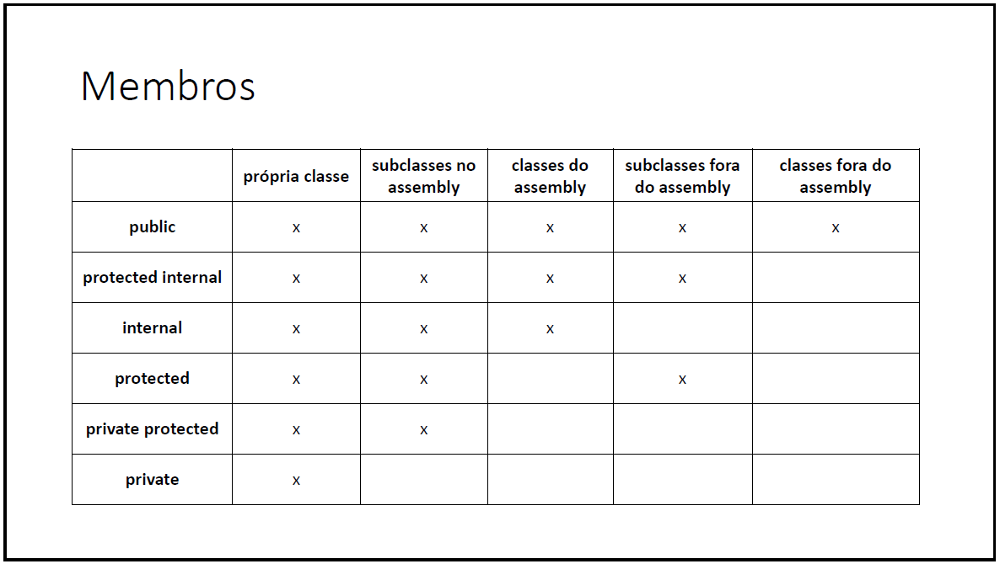 Membros
própria classe
subclasses no
assembly
classes do
assembly
subclasses fora
do assembly
classes fora do
assembly
public x x x x x
protected internal x x x x
internal x x x
protected x x x
private protected x x
private x